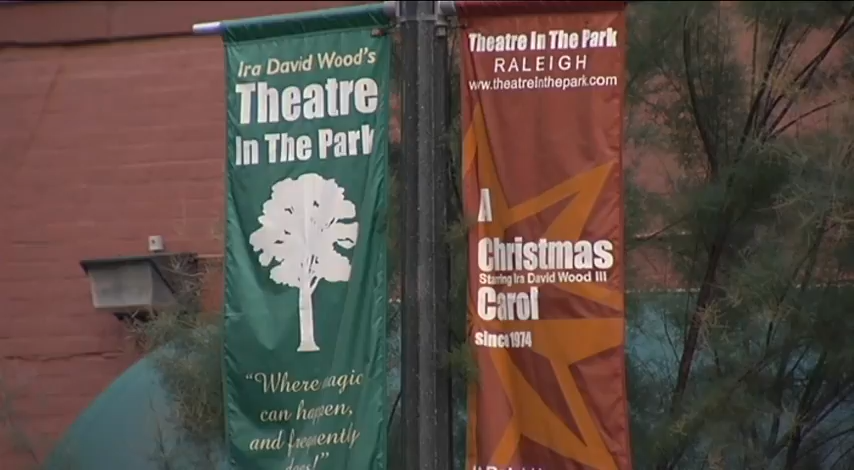 Ira David Wood's
Theatre
In The Park
"Where magic
can happen,
and frequently
does!"
Theatre In The Park
RALEIGH
www.theatreinthepark.com
A
Christmas
Starring Ira David Wood III
Carol
since 1974